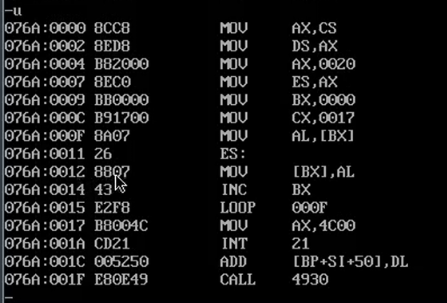 -u
076A:0000 8CC8 MOV AX,CS
076A:0002 8ED8 MOV DS,AX
076A:0004 B82000 MOV AX,0020
076A:0007 8EC0 MOV ES,AX
076A:0009 BB0000 MOV BX,0000
076A:000C B91700 MOV CX,0017
076A:000F 8A07 MOV AL,[BX]
076A:0011 26 ES:
076A:0012 8807 MOV [BX],AL
076A:0014 43 INC BX
076A:0015 E2F8 LOOP 000F
076A:0017 B8004C MOV AX,4C00
076A:001A CD21 INT 21
076A:001C 005250 ADD [BP+SI+50],DL
076A:001F E80E49 CALL 4930
-